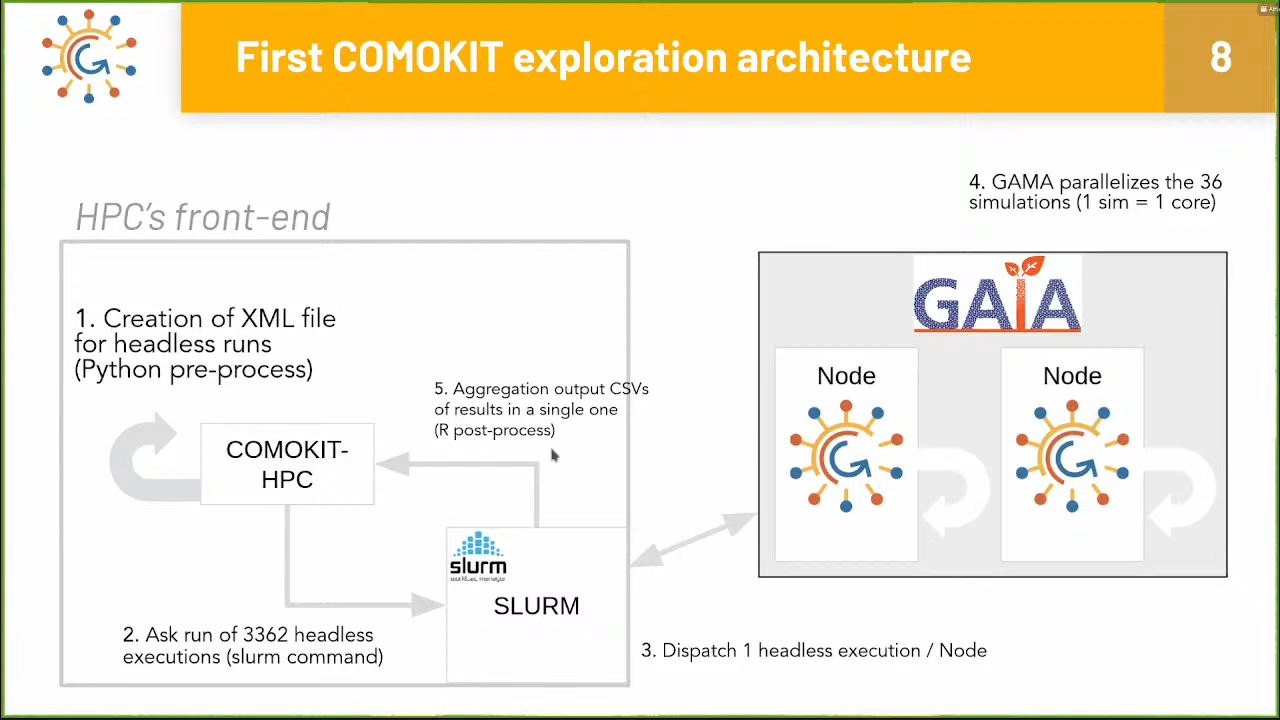 First COMOKIT exploration architecture
8
4. GAMA parallelizes the 36
simulations (1 sim = 1 core)
HPC's front-end
GAIA
1. Creation of XML file
for headless runs
(Python pre-process)
Node
Node
5. Aggregation output CSVs
of results in a single one
(R post-process)
COMOKIT-
HPC
slurm
workload manager
SLURM
2. Ask run of 3362 headless
executions (slurm command)
3. Dispatch 1 headless execution / Node